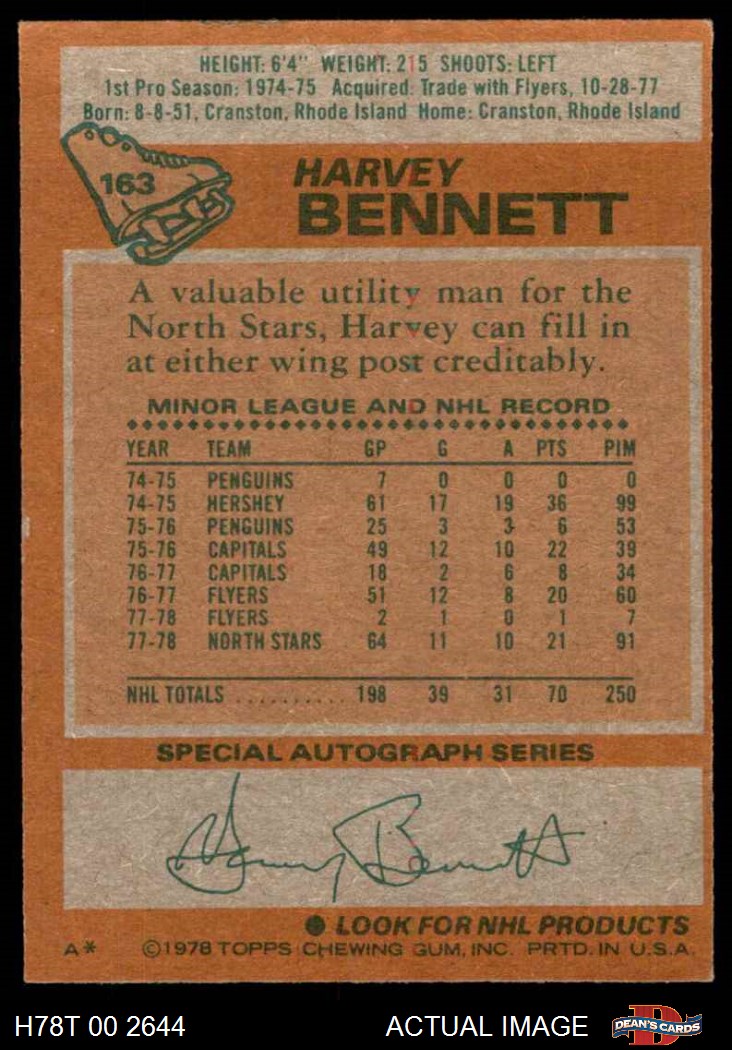 HEIGHT: 6'4" WEIGHT: 215 SHOOTS: LEFT
1st Pro Season: 1974-75 Acquired: Trade with Flyers, 10-28-77
Born: 8-8-51, Cranston, Rhode Island Home: Cranston, Rhode Island
163
HARVEY
BENNETT
A valuable utility man for the
North Stars, Harvey can fill in
at either wing post creditably.
MINOR LEAGUE AND NHL RECORD
YEAR TEAM GP G A PTS PIM
74-75 PENGUINS 7 0 0 0 0
74-75 HERSHEY 61 17 19 36 99
75-76 PENGUINS 25 3 3 6 53
75-76 CAPITALS 49 12 10 22 39
76-77 CAPITALS 18 2 6 8 34
76-77 FLYERS 51 12 8 20 60
77-78 FLYERS 2 1 0 1 7
77-78 NORTH STARS 64 11 10 21 91
NHL TOTALS .......... 198 39 31 70 250
SPECIAL AUTOGRAPH SERIES
Harvey Bennett
LOOK FOR NHL PRODUCTS
A* ©1978 TOPPS CHEWING GUM, INC. PRTD. IN U.S.A.
H78T 00 2644 ACTUAL IMAGE D DEAN'S CARDS